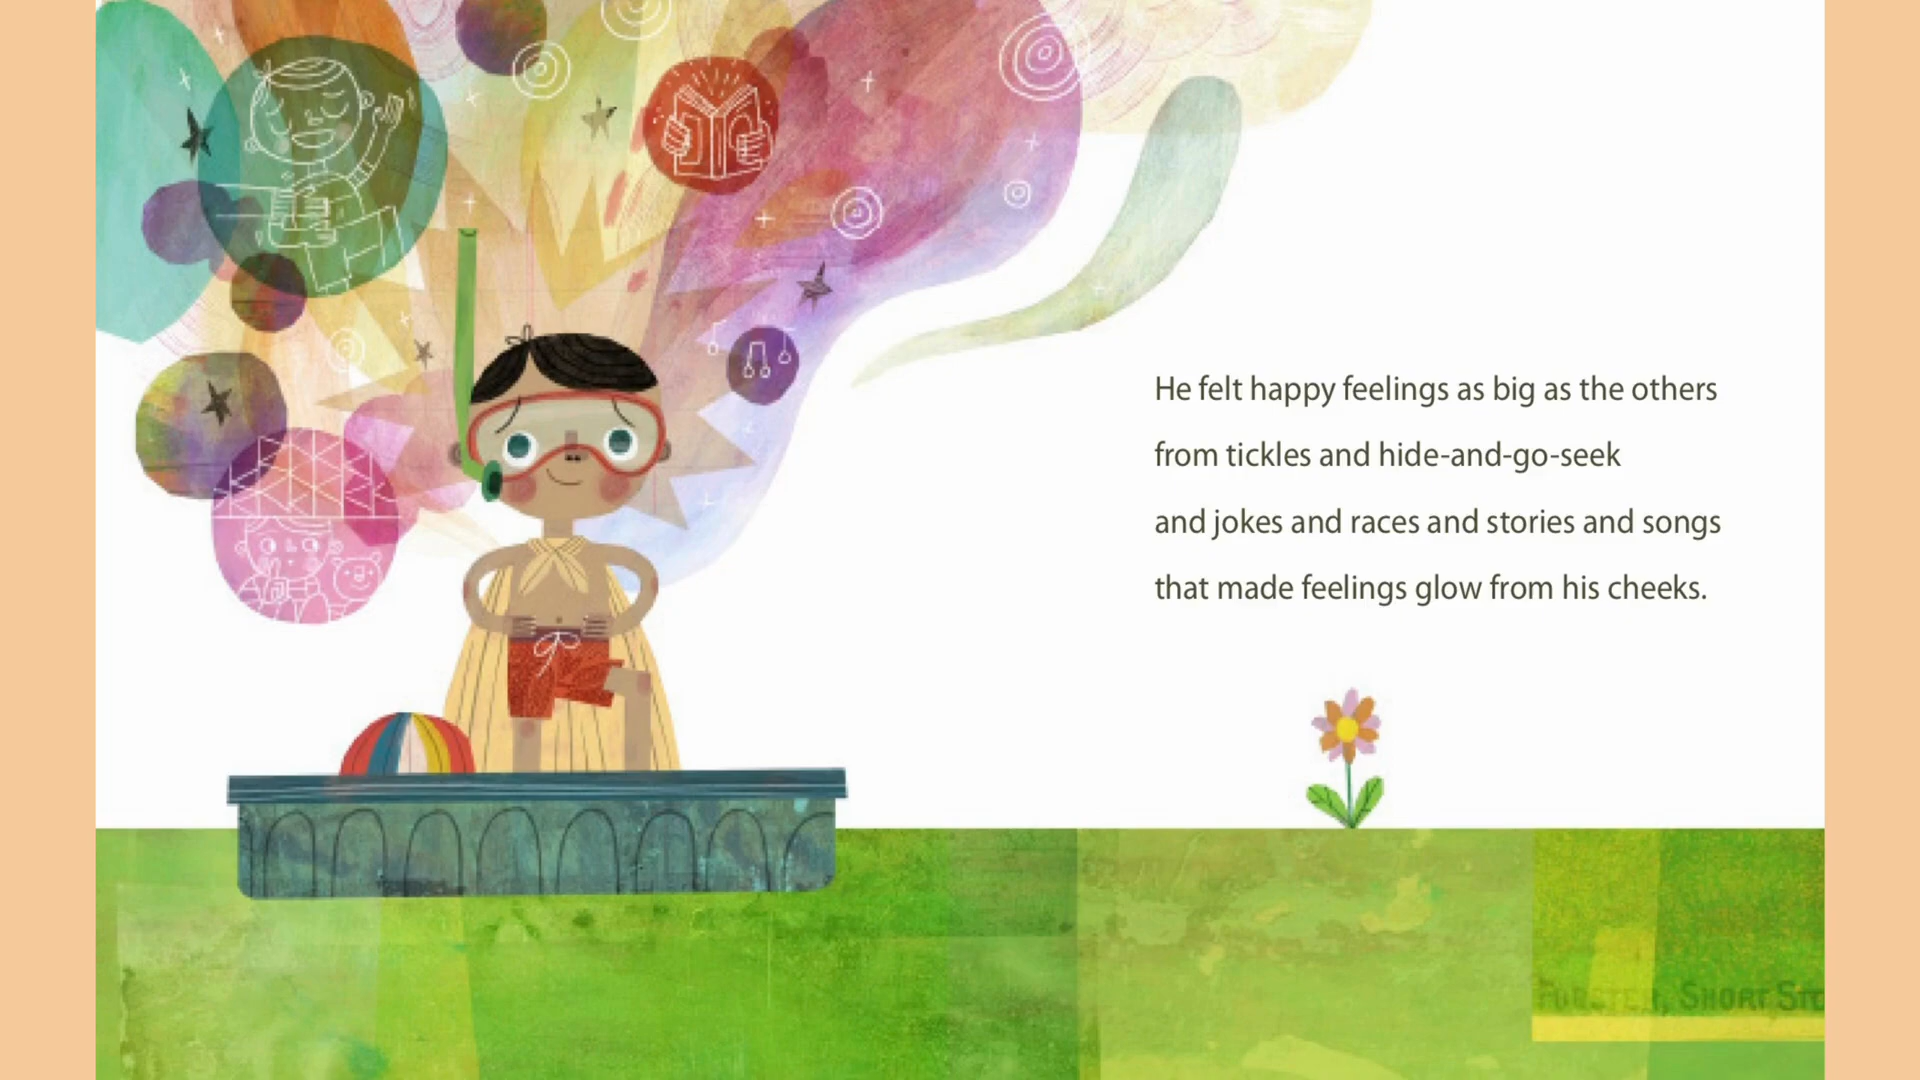 He felt happy feelings as big as the others
from tickles and hide-and-go-seek
and jokes and races and stories and songs
that made feelings glow from his cheeks.
Short